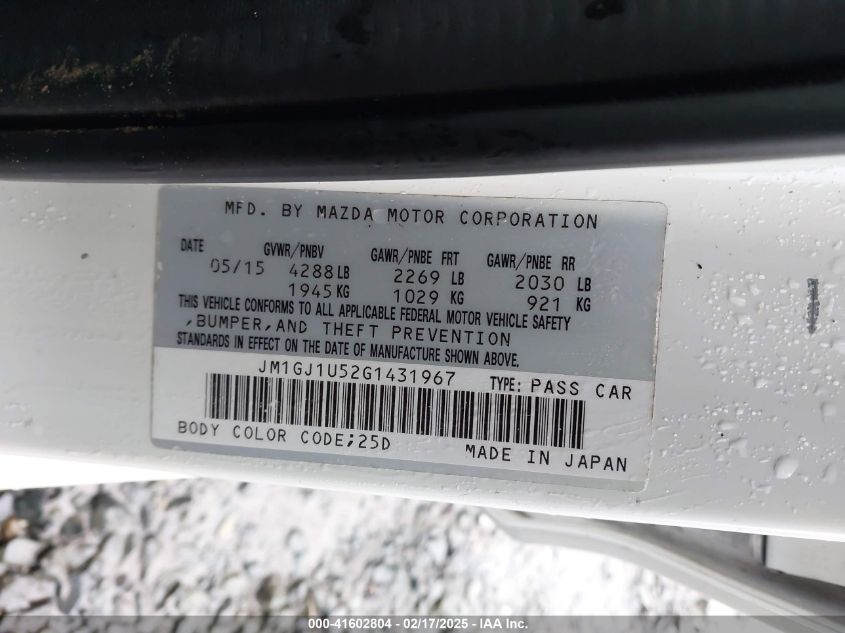 MFD. BY MAZDA MOTOR CORPORATION
DATE GVWR/PNBV GAWR/PNBE FRT GAWR/PNBE RR
05/15 4288 LB 2269 LB 2030 LB
1945 KG 1029 KG 921 KG
THIS VEHICLE CONFORMS TO ALL APPLICABLE FEDERAL MOTOR VEHICLE SAFETY
,BUMPER,AND THEFT PREVENTION
STANDARDS IN EFFECT ON THE DATE OF MANUFACTURE SHOWN ABOVE.
JM1GJ1U52G1431967 TYPE: PASS CAR
BODY COLOR CODE;25D MADE IN JAPAN
000-41602804 - 02/17/2025 - IAA Inc.